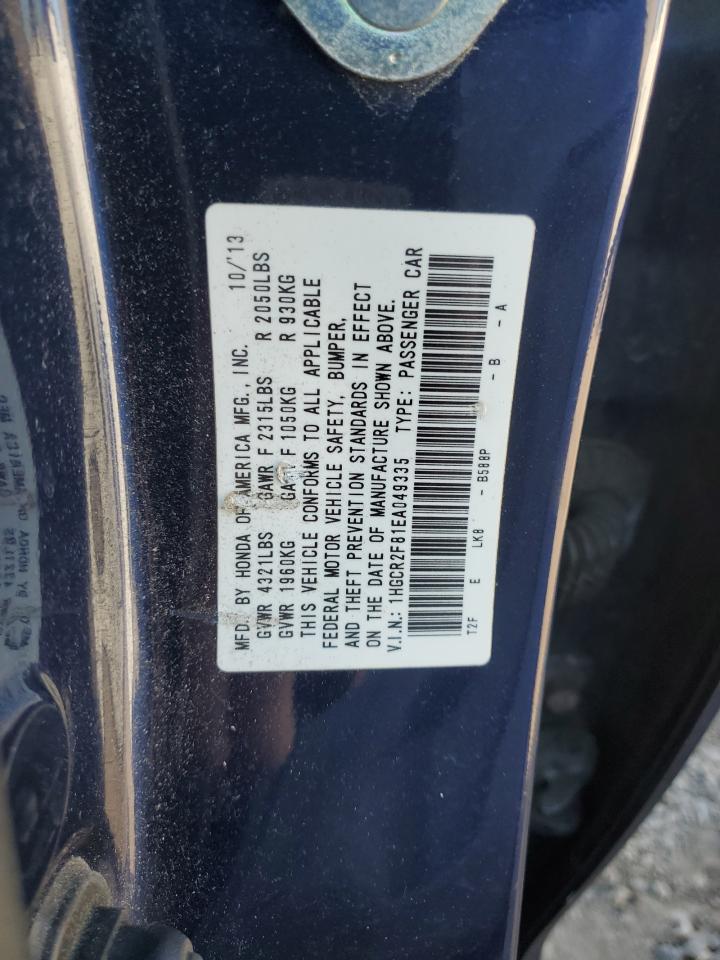 MFD. BY HONDA OF AMERICA MFG., INC. 10/'13
GVWR 4321LBS GAWR F 2315LBS R 2050LBS
GVWR 1960KG GAWR F 1050KG R 930KG
THIS VEHICLE CONFORMS TO ALL APPLICABLE
FEDERAL MOTOR VEHICLE SAFETY, BUMPER,
AND THEFT PREVENTION STANDARDS IN EFFECT
ON THE DATE OF MANUFACTURE SHOWN ABOVE.
V.I.N.: 1HGCR2F81EA049335 TYPE: PASSENGER CAR
T2F E LK8 - B588P - B - A